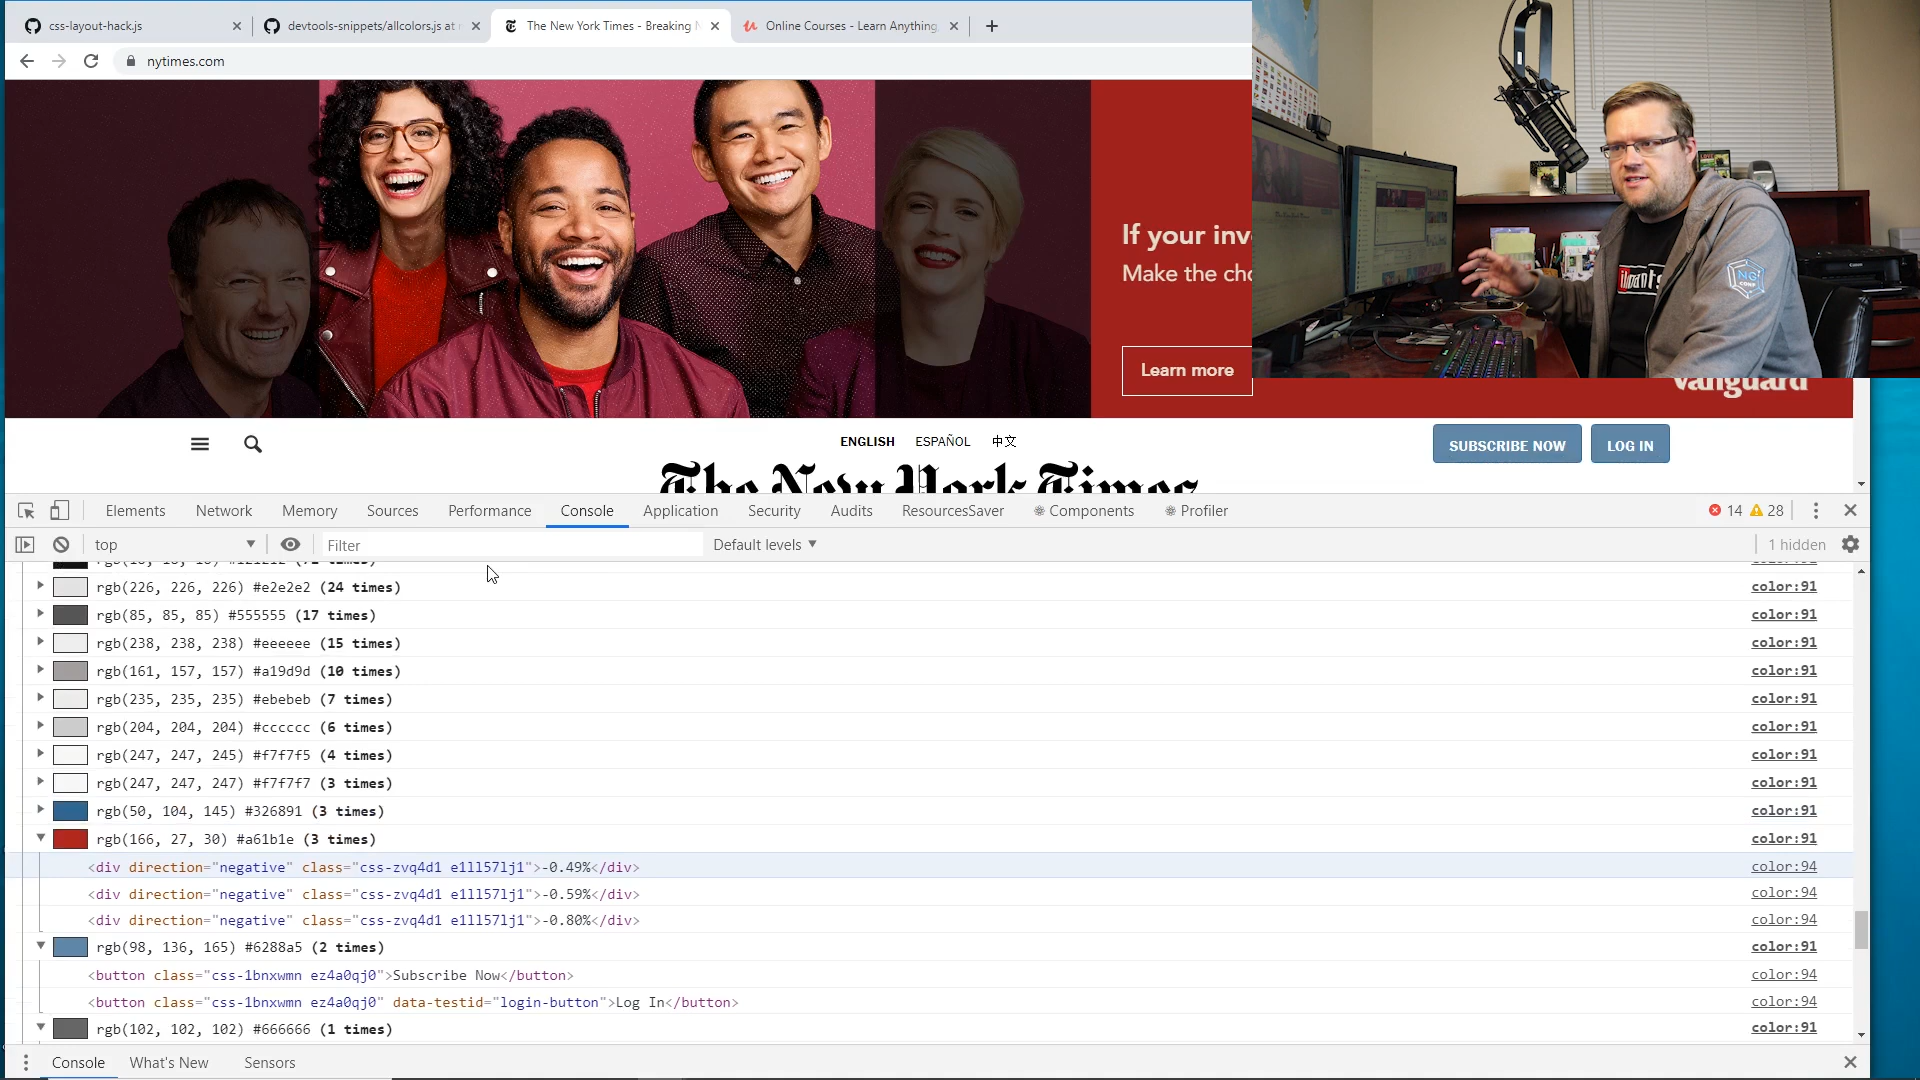 css-layout-hack.js
devtools-snippets/allcolors.js at
The New York Times - Breaking
Online Courses - Learn Anything
nytimes.com
If your inv
Make the cho
Learn more
Vanguard
ilpants
NG
CONF
ENGLISH ESPAÑOL 中文
SUBSCRIBE NOW LOG IN
The New York Times
Elements Network Memory Sources Performance Console Application Security Audits ResourcesSaver Components Profiler 14 28
top Filter Default levels ▼ 1 hidden
rgb(226, 226, 226) #e2e2e2 (24 times) color:91
rgb(85, 85, 85) #555555 (17 times) color:91
rgb(238, 238, 238) #eeeeee (15 times) color:91
rgb(161, 157, 157) #a19d9d (10 times) color:91
rgb(235, 235, 235) #ebebeb (7 times) color:91
rgb(204, 204, 204) #cccccc (6 times) color:91
rgb(247, 247, 245) #f7f7f5 (4 times) color:91
rgb(247, 247, 247) #f7f7f7 (3 times) color:91
rgb(50, 104, 145) #326891 (3 times) color:91
rgb(166, 27, 30) #a61b1e (3 times) color:91
<div direction="negative" class="css-zvq4d1 e1ll57lj1">-0.49%</div> color:94
<div direction="negative" class="css-zvq4d1 e1ll57lj1">-0.59%</div> color:94
<div direction="negative" class="css-zvq4d1 e1ll57lj1">-0.80%</div> color:94
rgb(98, 136, 165) #6288a5 (2 times) color:91
<button class="css-1bnxwmn ez4a0qj0">Subscribe Now</button> color:94
<button class="css-1bnxwmn ez4a0qj0" data-testid="login-button">Log In</button> color:94
rgb(102, 102, 102) #666666 (1 times) color:91
Console What's New Sensors